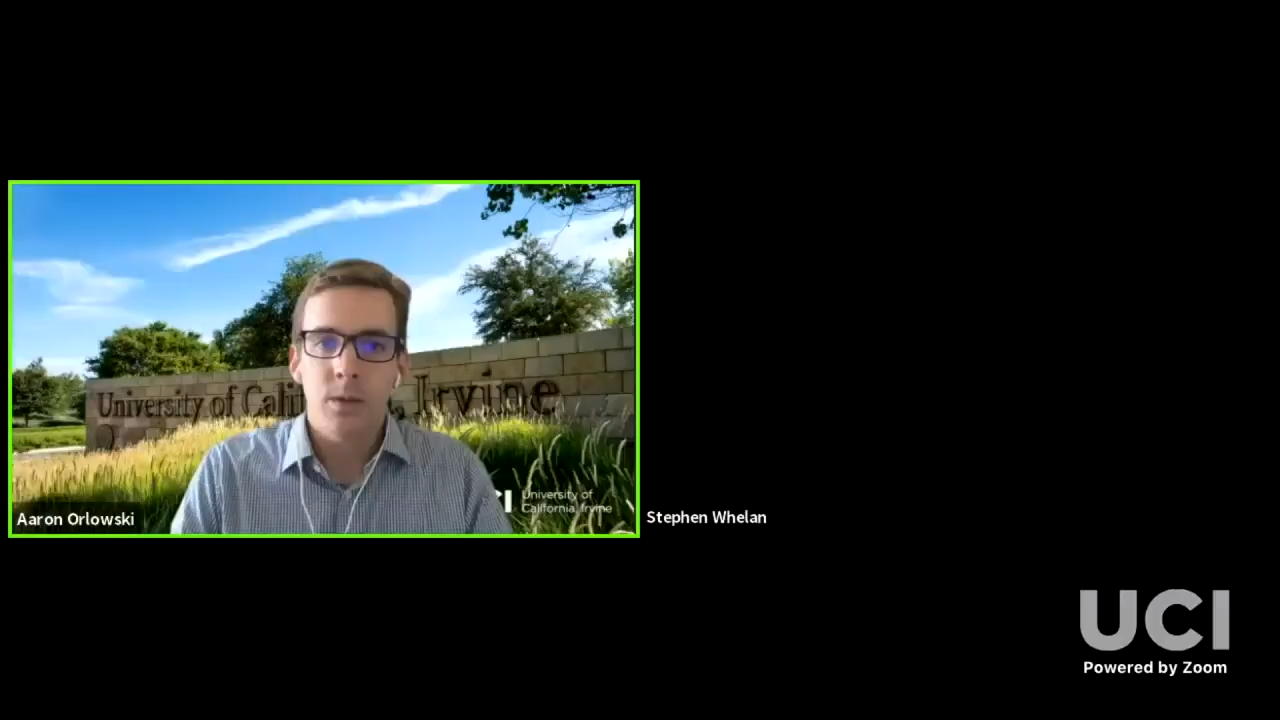 University of Cali
Irvine
University of
California, Irvine
Aaron Orlowski
Stephen Whelan
UCI
Powered by Zoom